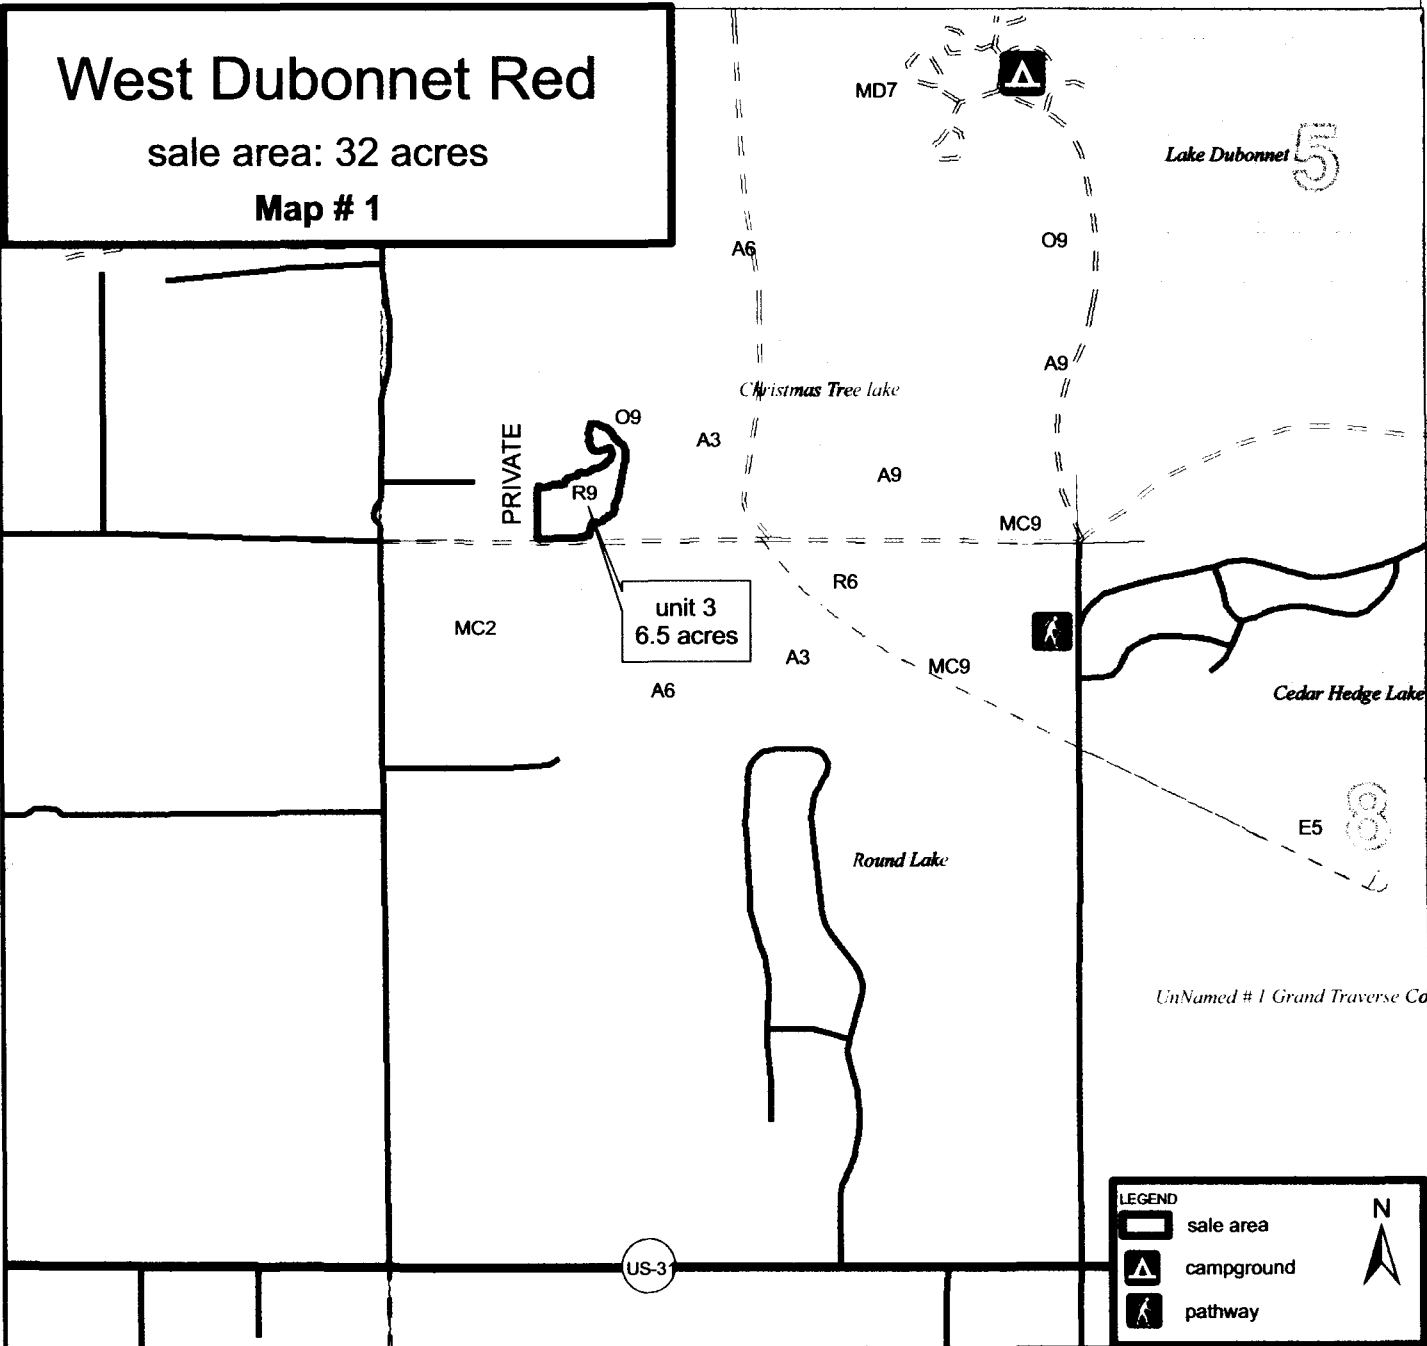 West Dubonnet Red
sale area: 32 acres
Map # 1
MD7
Lake Dubonnet
5
A6
O9
A9
Christmas Tree lake
PRIVATE
O9
A3
A9
R9
MC9
R6
unit 3
6.5 acres
MC2
A3
MC9
A6
Cedar Hedge Lake
E5
8
Round Lake
UnNamed # 1 Grand Traverse Co
US-31
LEGEND
sale area
campground
pathway
N